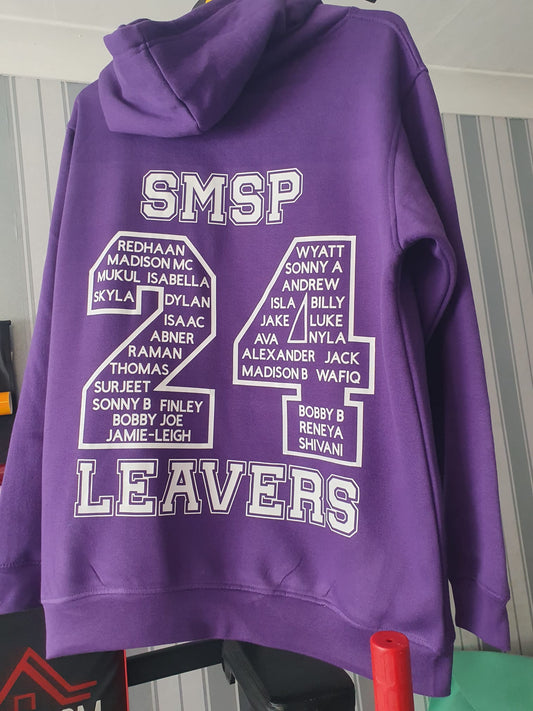 SMSP
REDHAAN
MADISON MC
MUKUL ISABELLA
SKYLA DYLAN
ISAAC
ABNER
RAMAN
THOMAS
SURJEET
SONNY B FINLEY
BOBBY JOE
JAMIE-LEIGH
24
WYATT
SONNY A
ANDREW
ISLA BILLY
JAKE LUKE
AVA NYLA
ALEXANDER JACK
MADISON B WAFIQ
BOBBY B
RENEYA
SHIVANI
LEAVERS